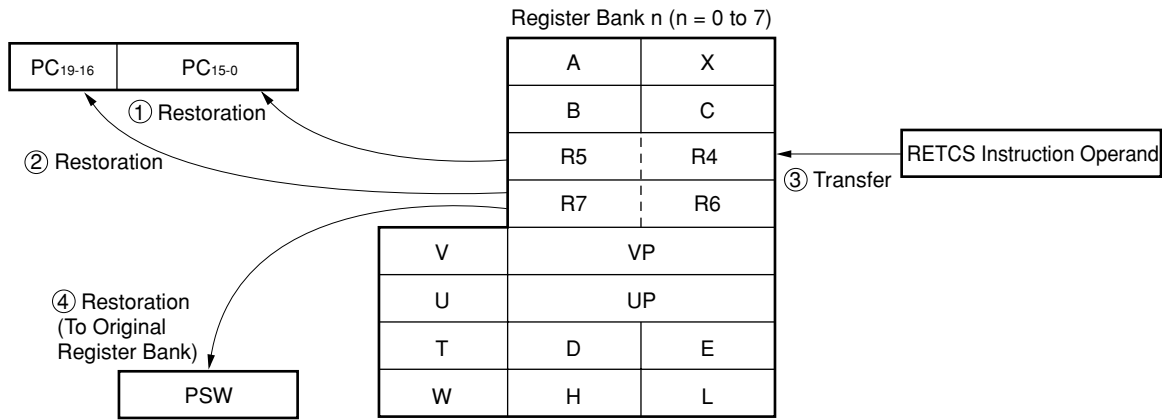 Register Bank n (n = 0 to 7)
PC19-16 PC15-0
A X
① Restoration
B C
② Restoration
R5 R4
RETCS Instruction Operand
③ Transfer
R7 R6
V VP
④ Restoration
(To Original
Register Bank)
U UP
T D E
PSW
W H L